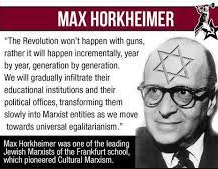 MAX HORKHEIMER
"The Revolution won't happen with guns,
rather it will happen incrementally, year
by year, generation by generation.
We will gradually infiltrate their
educational institutions and their
political offices, transforming them
slowly into Marxist entities as we move
towards universal egalitarianism."
Max Horkheimer was one of the leading
Jewish Marxists of the Frankfurt school,
which pioneered Cultural Marxism.